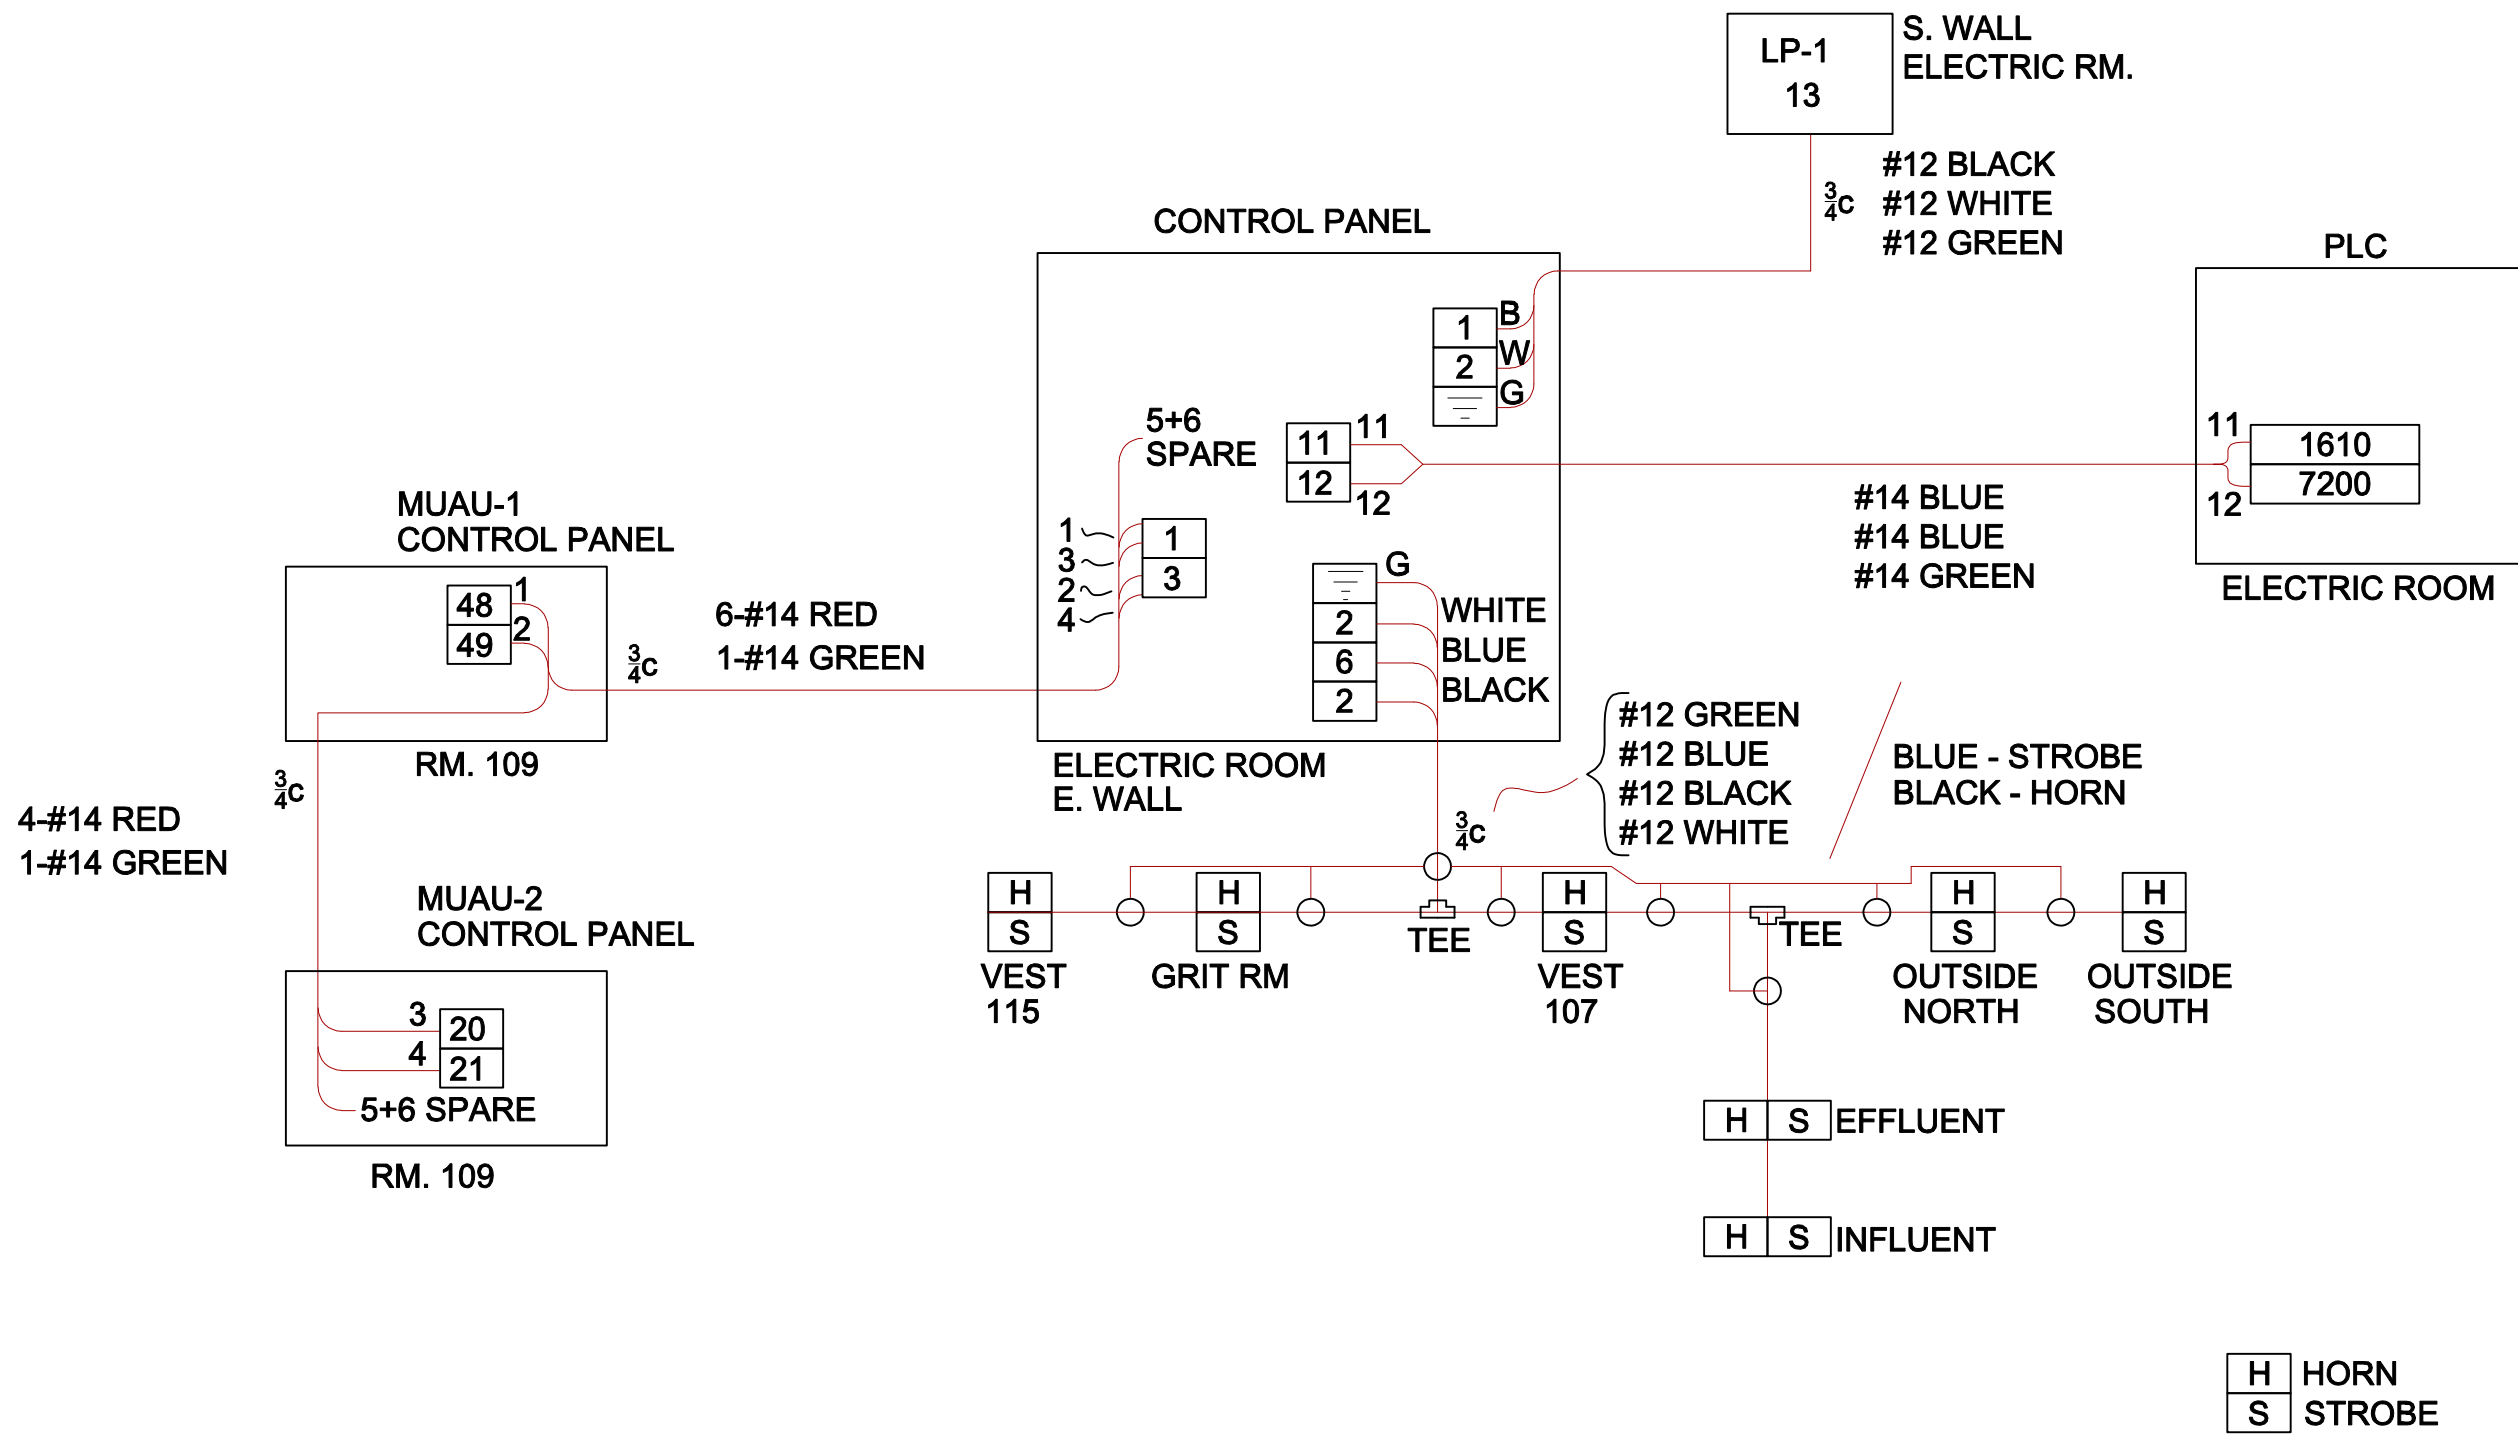 LP-1
13
S. WALL
ELECTRIC RM.
#12 BLACK
#12 WHITE
#12 GREEN
3/4C
CONTROL PANEL
1
B
2
W
G
5+6
SPARE
11
11
12
12
1
3
2
4
1
3
G
2
WHITE
6
BLUE
2
BLACK
ELECTRIC ROOM
E. WALL
PLC
11
1610
12
7200
ELECTRIC ROOM
#14 BLUE
#14 BLUE
#14 GREEN
MUAU-1
CONTROL PANEL
48
1
49
2
RM. 109
3/4C
6-#14 RED
1-#14 GREEN
3/4C
4-#14 RED
1-#14 GREEN
MUAU-2
CONTROL PANEL
3
20
4
21
5+6 SPARE
RM. 109
3/4C
#12 GREEN
#12 BLUE
#12 BLACK
#12 WHITE
BLUE - STROBE
BLACK - HORN
H
S
VEST
115
H
S
GRIT RM
TEE
H
S
VEST
107
TEE
H
S
OUTSIDE
NORTH
H
S
OUTSIDE
SOUTH
H S EFFLUENT
H S INFLUENT
H HORN
S STROBE